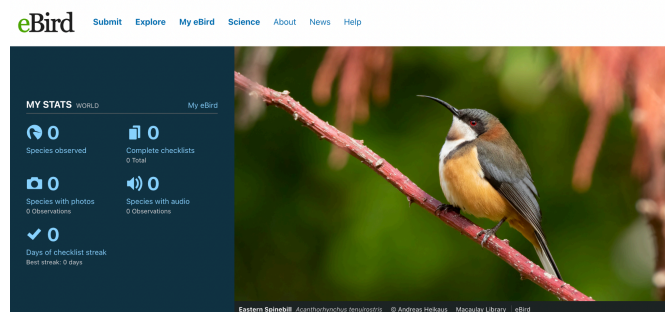 eBird Submit Explore My eBird Science About News Help
MY STATS WORLD My eBird
0 0
Species observed Complete checklists
0 Total
0 0
Species with photos Species with audio
0 Observations 0 Observations
0
Days of checklist streak
Best streak: 0 days
Eastern Spinebill Acanthorhynchus tenuirostris © Andreas Heikaus Macaulay Library eBird